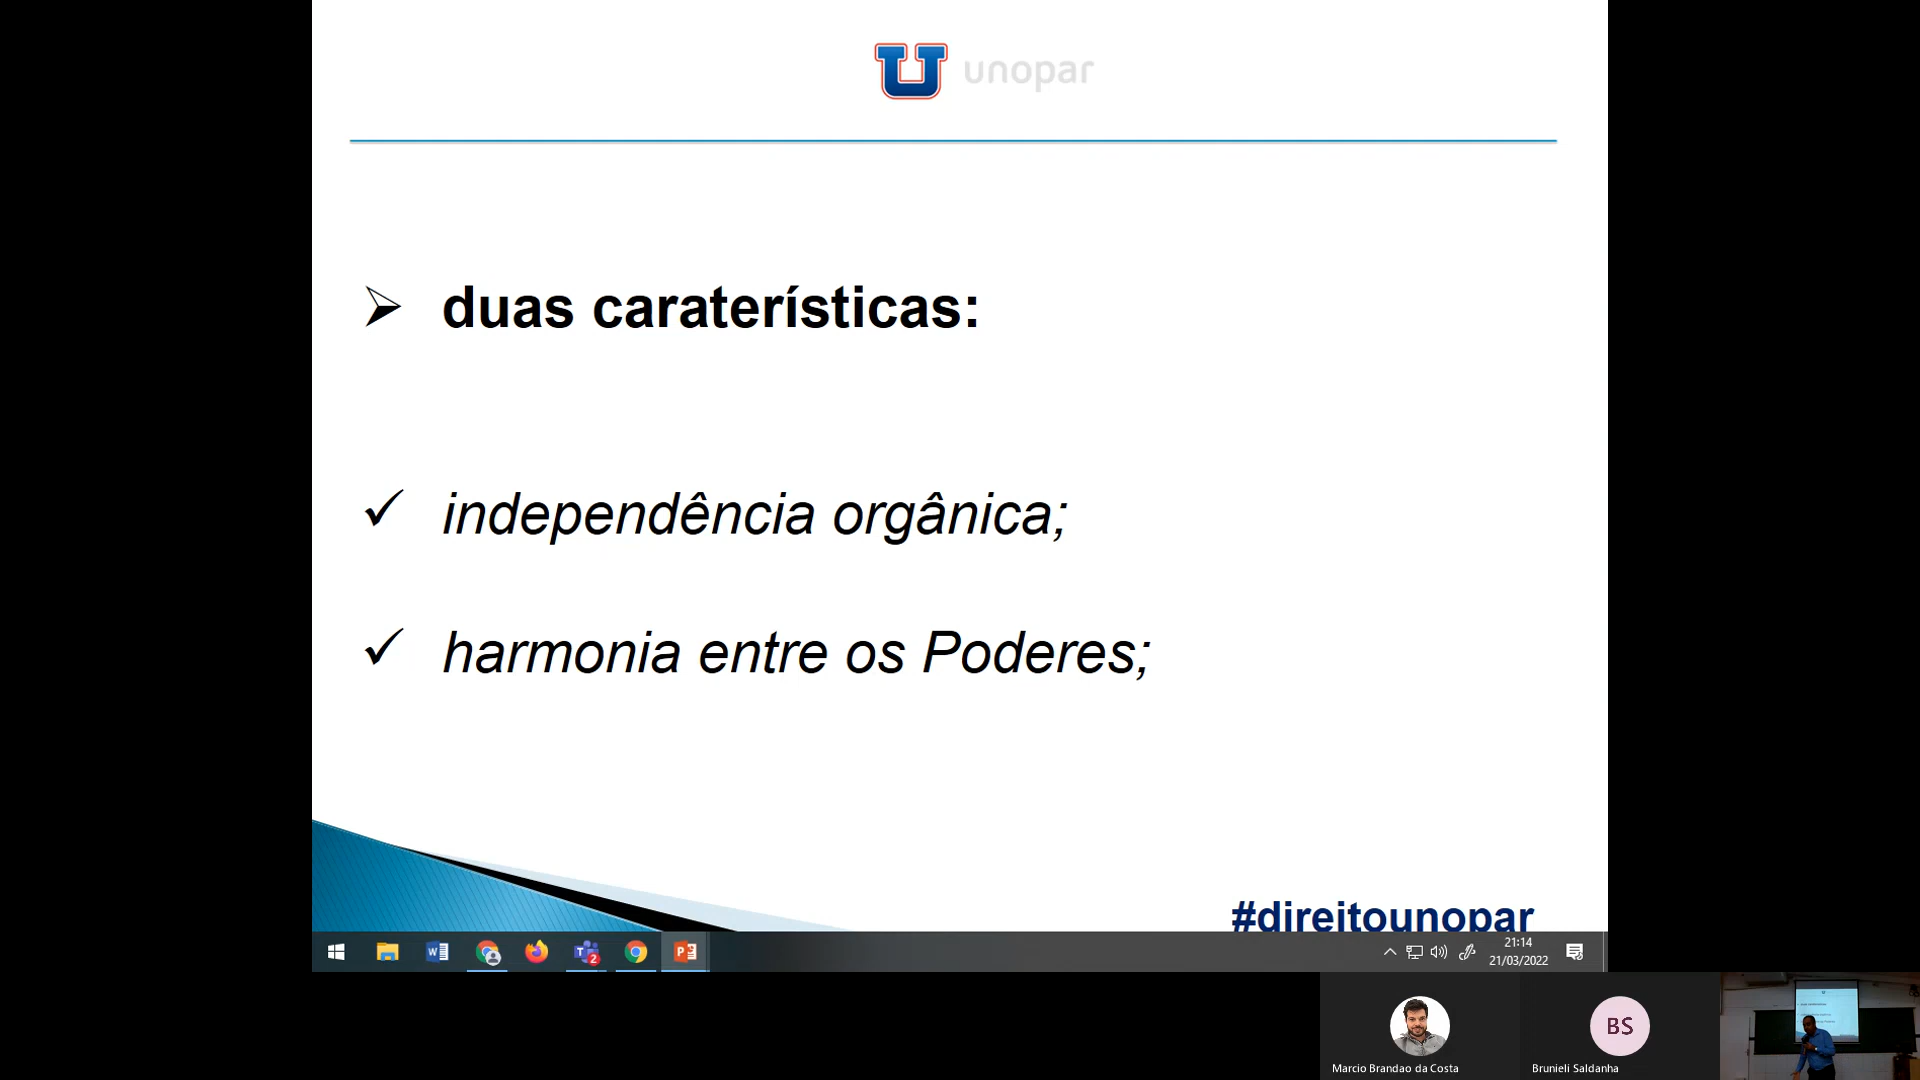 unopar
duas caraterísticas:
independência orgânica;
harmonia entre os Poderes;
#direitounopar
21:14
21/03/2022
2
BS
Marcio Brandao da Costa
Brunieli Saldanha